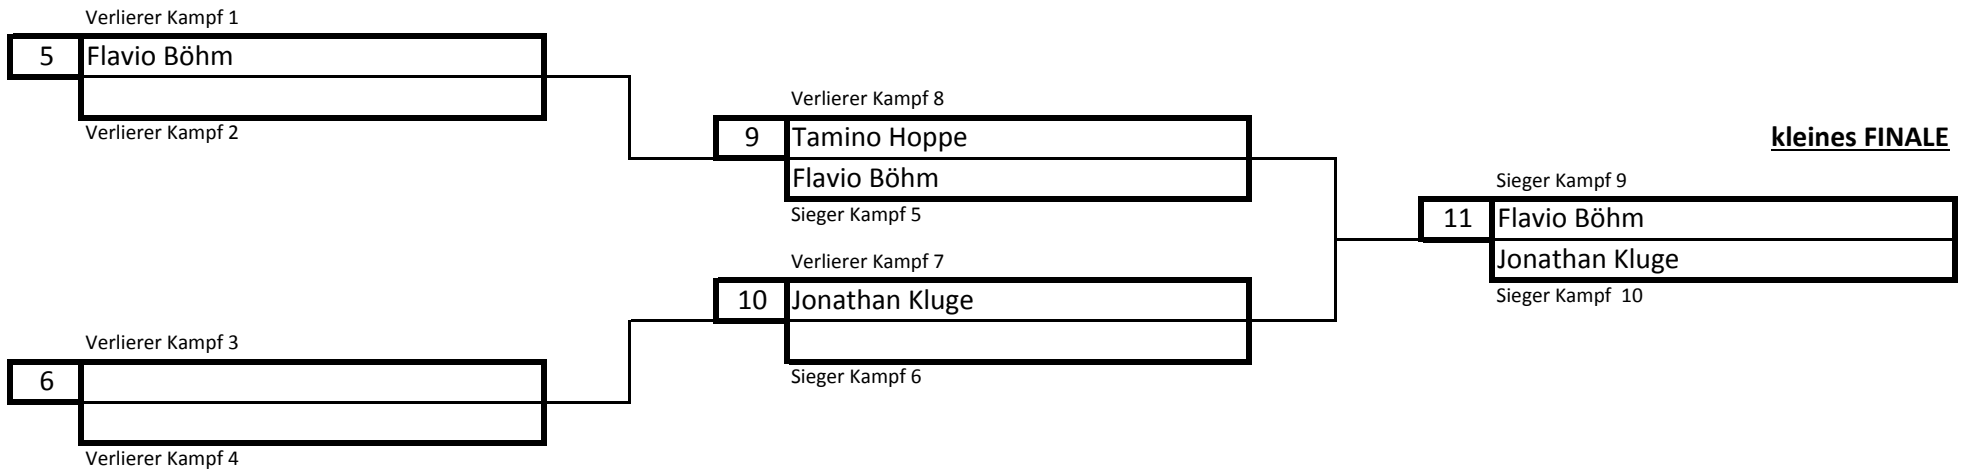 Verlierer Kampf 1
5 Flavio Böhm
Verlierer Kampf 2
Verlierer Kampf 3
6
Verlierer Kampf 4
Verlierer Kampf 8
9 Tamino Hoppe
Flavio Böhm
Sieger Kampf 5
Verlierer Kampf 7
10 Jonathan Kluge
Sieger Kampf 6
kleines FINALE
Sieger Kampf 9
11 Flavio Böhm
Jonathan Kluge
Sieger Kampf  10